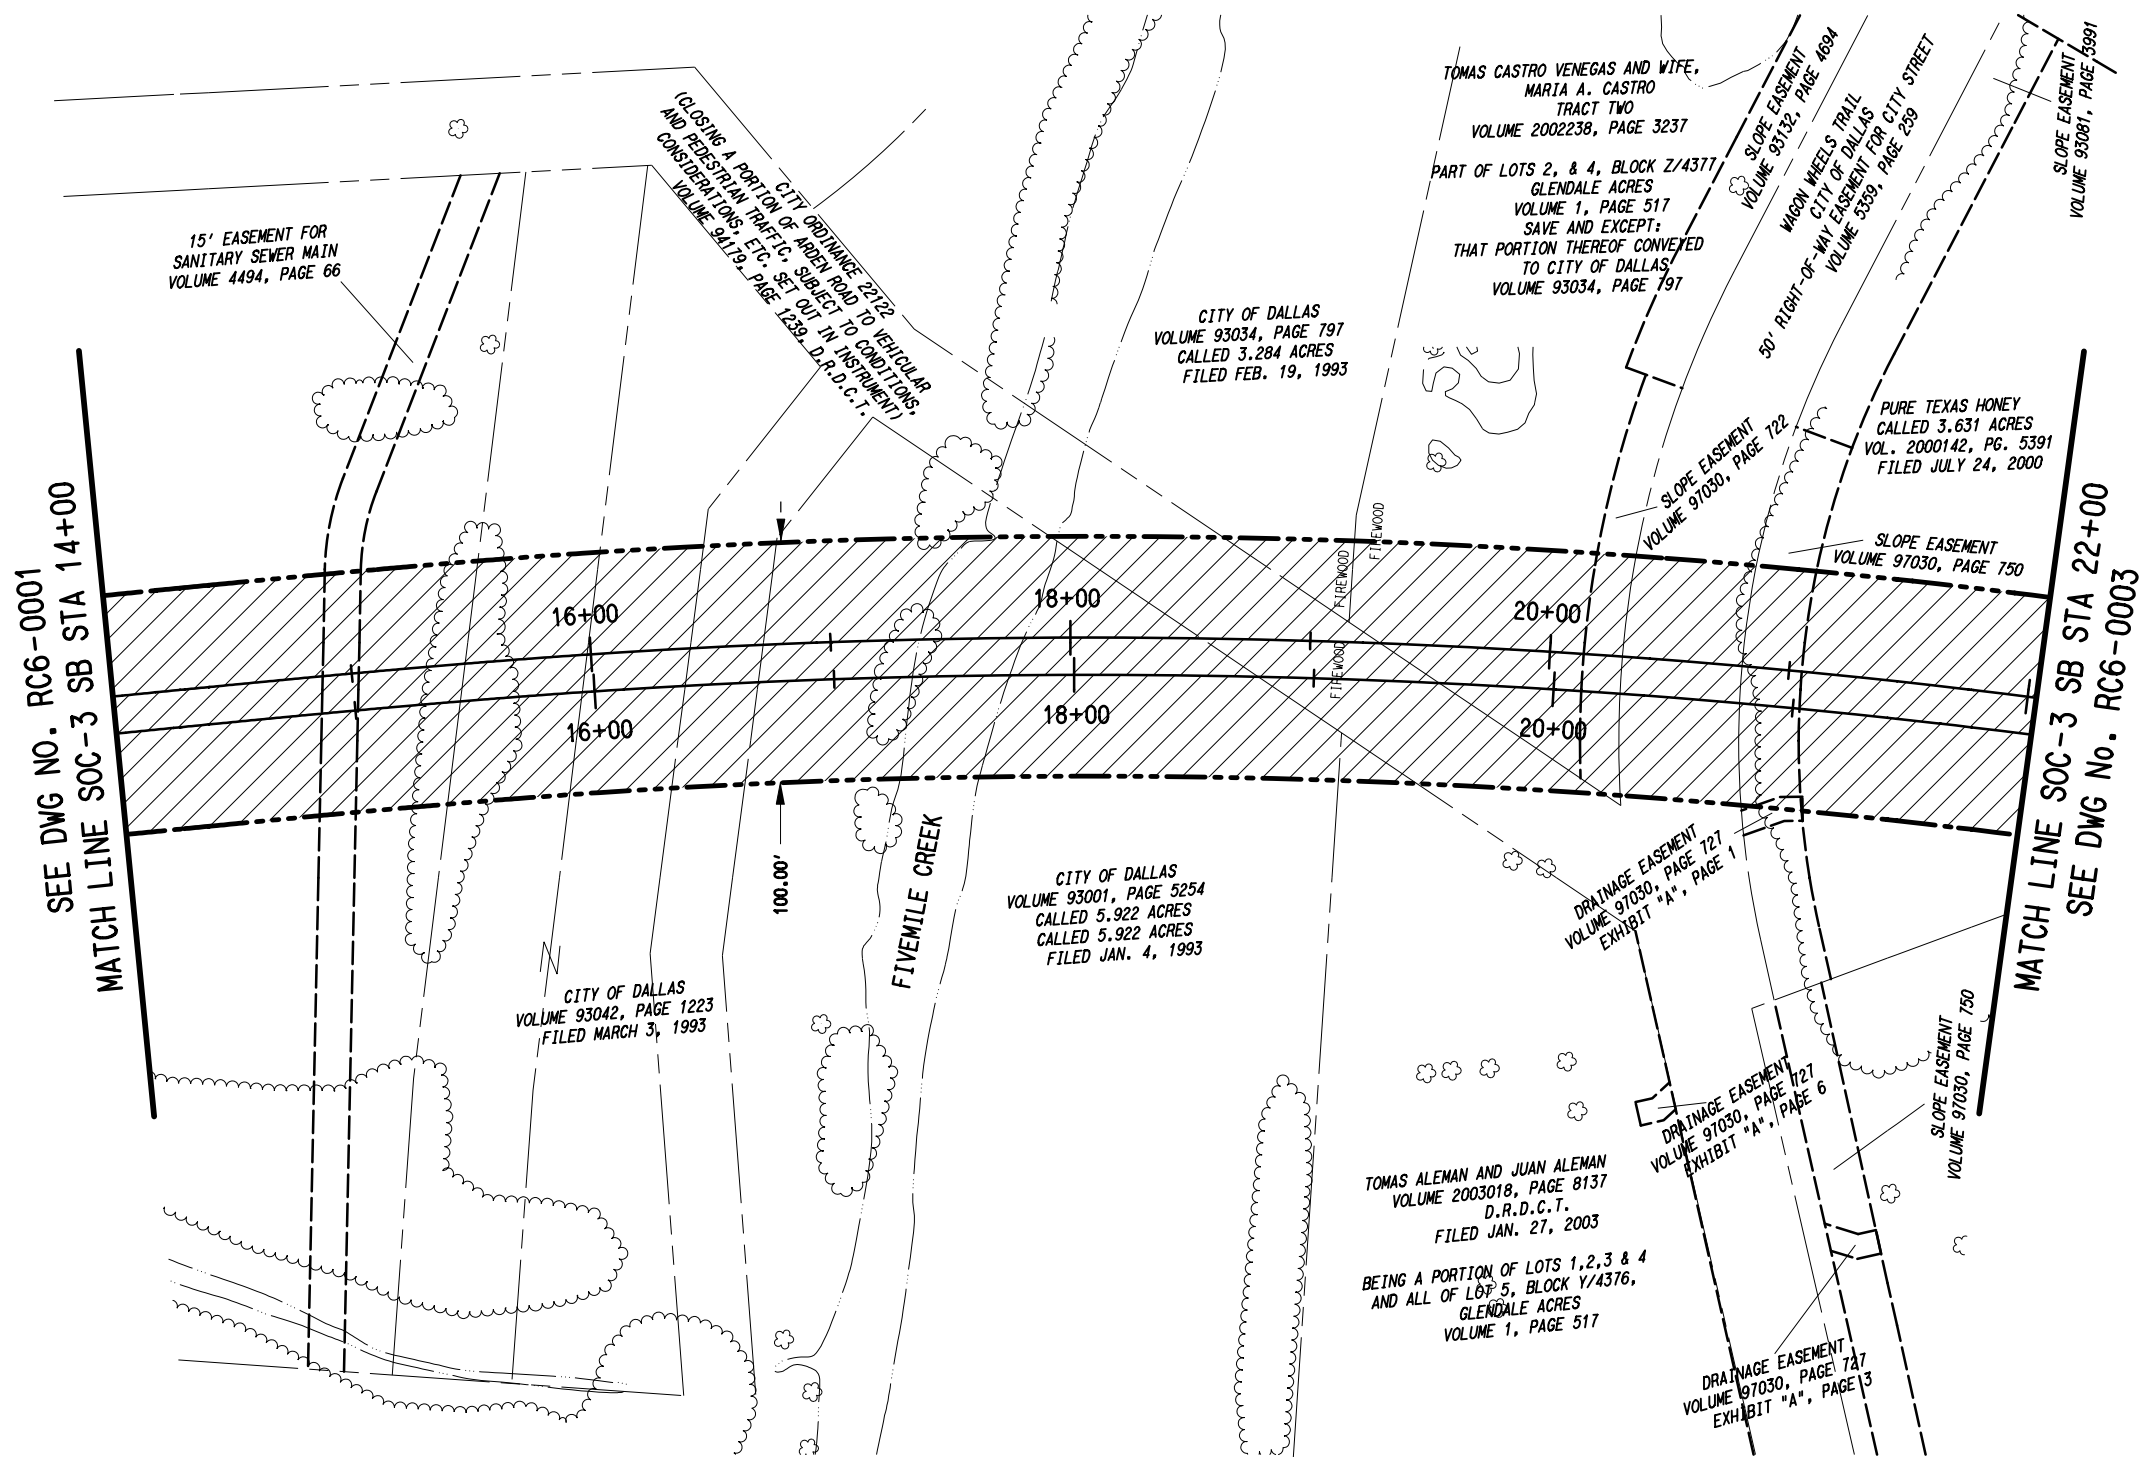 TOMAS CASTRO VENEGAS AND WIFE,
MARIA A. CASTRO
TRACT TWO
VOLUME 2002238, PAGE 3237
PART OF LOTS 2, & 4, BLOCK Z/4377
GLENDALE ACRES
VOLUME 1, PAGE 517
SAVE AND EXCEPT:
THAT PORTION THEREOF CONVEYED
TO CITY OF DALLAS
VOLUME 93034, PAGE 797
SLOPE EASEMENT
VOLUME 93132, PAGE 4694
WAGON WHEELS TRAIL
CITY OF DALLAS
50' RIGHT-OF-WAY EASEMENT FOR CITY STREET
VOLUME 5359, PAGE 259
SLOPE EASEMENT
VOLUME 93081, PAGE 3991
CITY ORDINANCE 22122
(CLOSING A PORTION OF ARDEN ROAD TO VEHICULAR
AND PEDESTRIAN TRAFFIC, SUBJECT TO CONDITIONS,
CONSIDERATIONS, ETC. SET OUT IN INSTRUMENT)
VOLUME 94179, PAGE 1239, D.R.D.C.T.
15' EASEMENT FOR
SANITARY SEWER MAIN
VOLUME 4494, PAGE 66
CITY OF DALLAS
VOLUME 93034, PAGE 797
CALLED 3.284 ACRES
FILED FEB. 19, 1993
SLOPE EASEMENT
VOLUME 97030, PAGE 722
PURE TEXAS HONEY
CALLED 3.631 ACRES
VOL. 2000142, PG. 5391
FILED JULY 24, 2000
SLOPE EASEMENT
VOLUME 97030, PAGE 750
SEE DWG NO. RC6-0001
MATCH LINE SOC-3 SB STA 14+00
FIREWOOD
FIREWOOD
FIREWOOD
16+00
18+00
20+00
16+00
18+00
20+00
MATCH LINE SOC-3 SB STA 22+00
SEE DWG No. RC6-0003
100.00'
FIVEMILE CREEK
DRAINAGE EASEMENT
VOLUME 97030, PAGE 727
EXHIBIT "A", PAGE 1
CITY OF DALLAS
VOLUME 93001, PAGE 5254
CALLED 5.922 ACRES
CALLED 5.922 ACRES
FILED JAN. 4, 1993
Z
CITY OF DALLAS
VOLUME 93042, PAGE 1223
FILED MARCH 3, 1993
SLOPE EASEMENT
VOLUME 97030, PAGE 750
DRAINAGE EASEMENT
VOLUME 97030, PAGE 727
EXHIBIT "A", PAGE 6
TOMAS ALEMAN AND JUAN ALEMAN
VOLUME 2003018, PAGE 8137
D.R.D.C.T.
FILED JAN. 27, 2003
BEING A PORTION OF LOTS 1,2,3 & 4
AND ALL OF LOT 5, BLOCK Y/4376,
GLENDALE ACRES
VOLUME 1, PAGE 517
DRAINAGE EASEMENT
VOLUME 97030, PAGE 727
EXHIBIT "A", PAGE 3